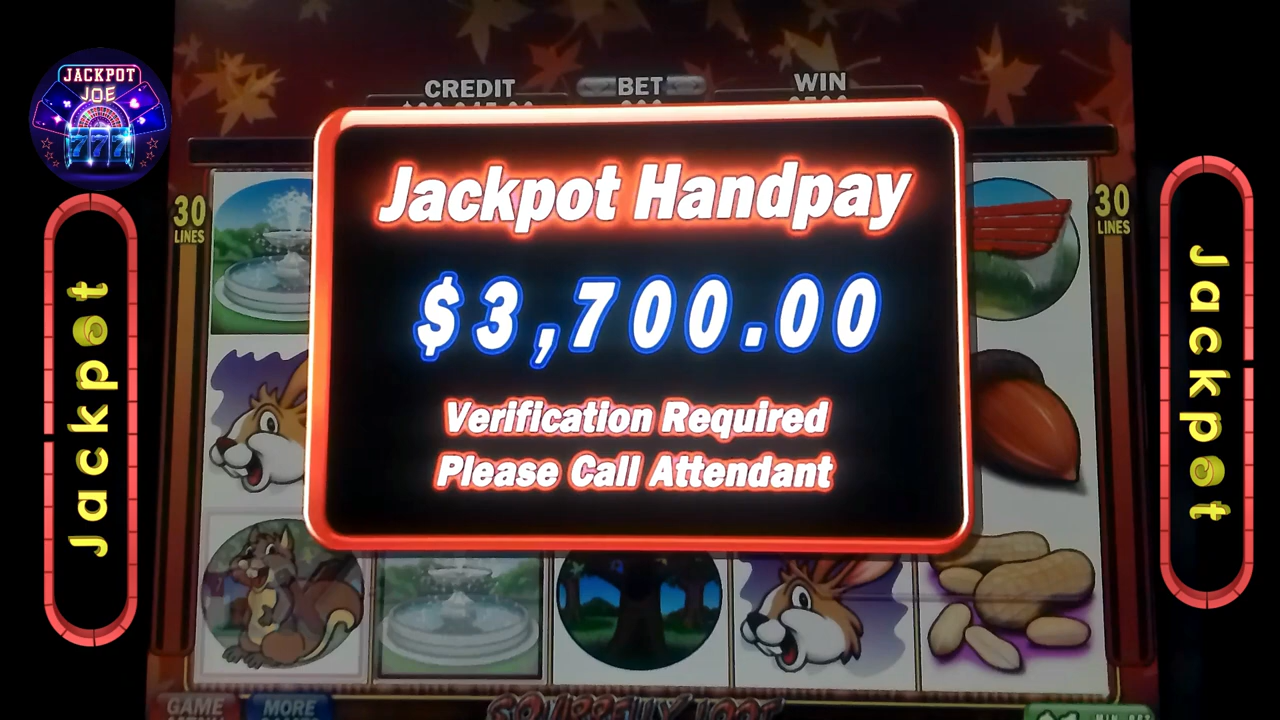 JACKPOT
JOE
777
CREDIT
BET
WIN
30
LINES
30
LINES
Jackpot Handpay
$3,700.00
Verification Required
Please Call Attendant
Jackpot
Jackpot
GAME
MENU
MORE